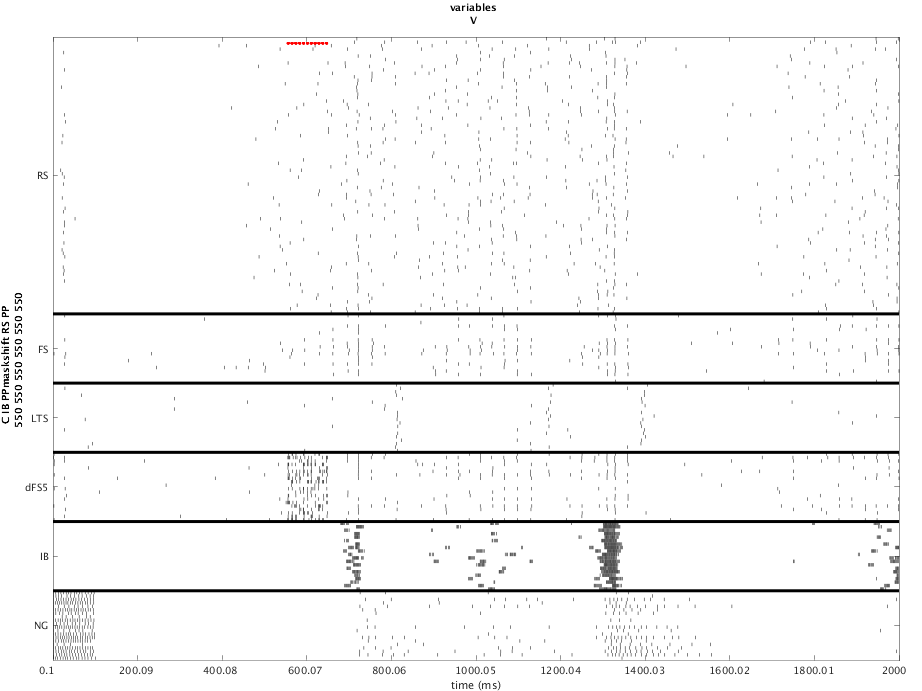 variables
V
C IB PPmaskshift RS PP
550 550 550 550 550 550
RS
FS
LTS
dFS5
IB
NG
0.1 200.09 400.08 600.07 800.06 1000.05 1200.04 1400.03 1600.02 1800.01 2000
time (ms)